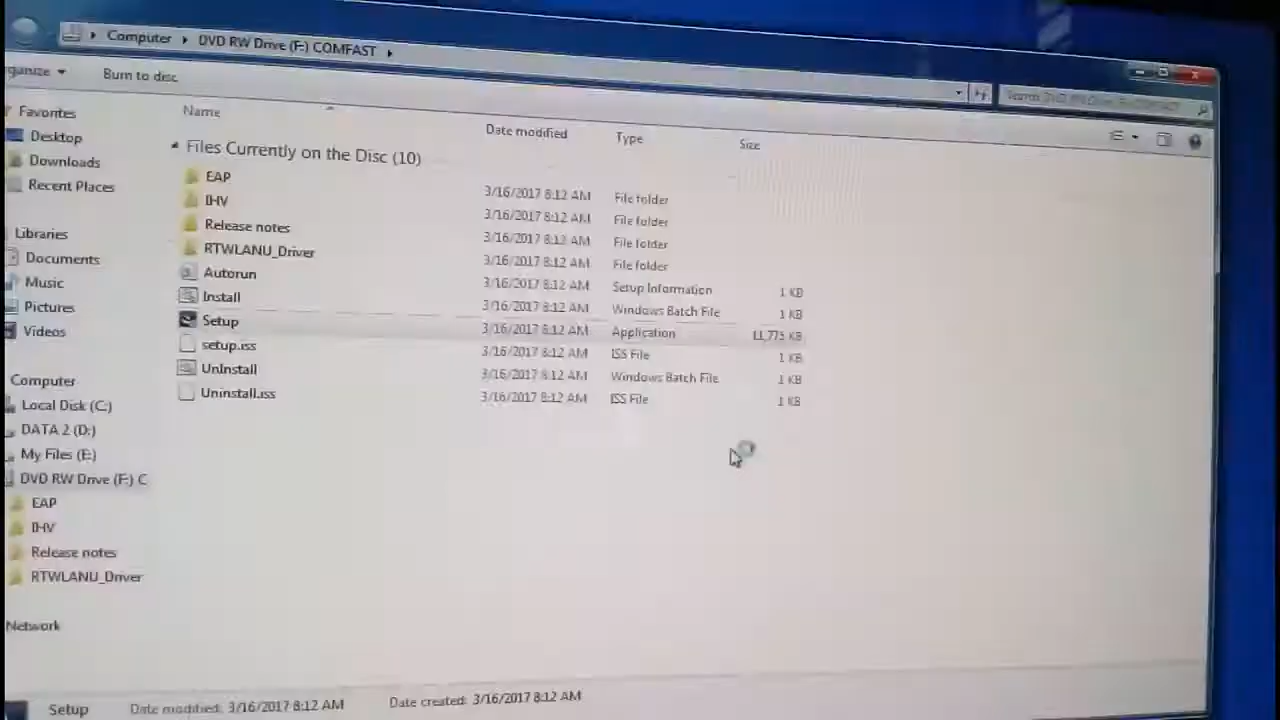 Computer ▸ DVD RW Drive (F:) COMFAST ▸
Burn to disc
Name Date modified Type Size
Favorites
Desktop
Downloads
Recent Places
Libraries
Documents
Music
Pictures
Videos
Computer
Local Disk (C:)
DATA 2 (D:)
My Files (E:)
DVD RW Drive (F:) C
EAP
IHV
Release notes
RTWLANU_Driver
Network
Files Currently on the Disc (10)
EAP 3/16/2017 8:12 AM File folder
IHV 3/16/2017 8:12 AM File folder
Release notes 3/16/2017 8:12 AM File folder
RTWLANU_Driver 3/16/2017 8:12 AM File folder
Autorun 3/16/2017 8:12 AM Setup Information 1 KB
Install 3/16/2017 8:12 AM Windows Batch File 1 KB
Setup 3/16/2017 8:12 AM Application 11,775 KB
setup.iss 3/16/2017 8:12 AM ISS File 1 KB
UnInstall 3/16/2017 8:12 AM Windows Batch File 1 KB
Uninstall.iss 3/16/2017 8:12 AM ISS File 1 KB
Setup Date modified: 3/16/2017 8:12 AM Date created: 3/16/2017 8:12 AM